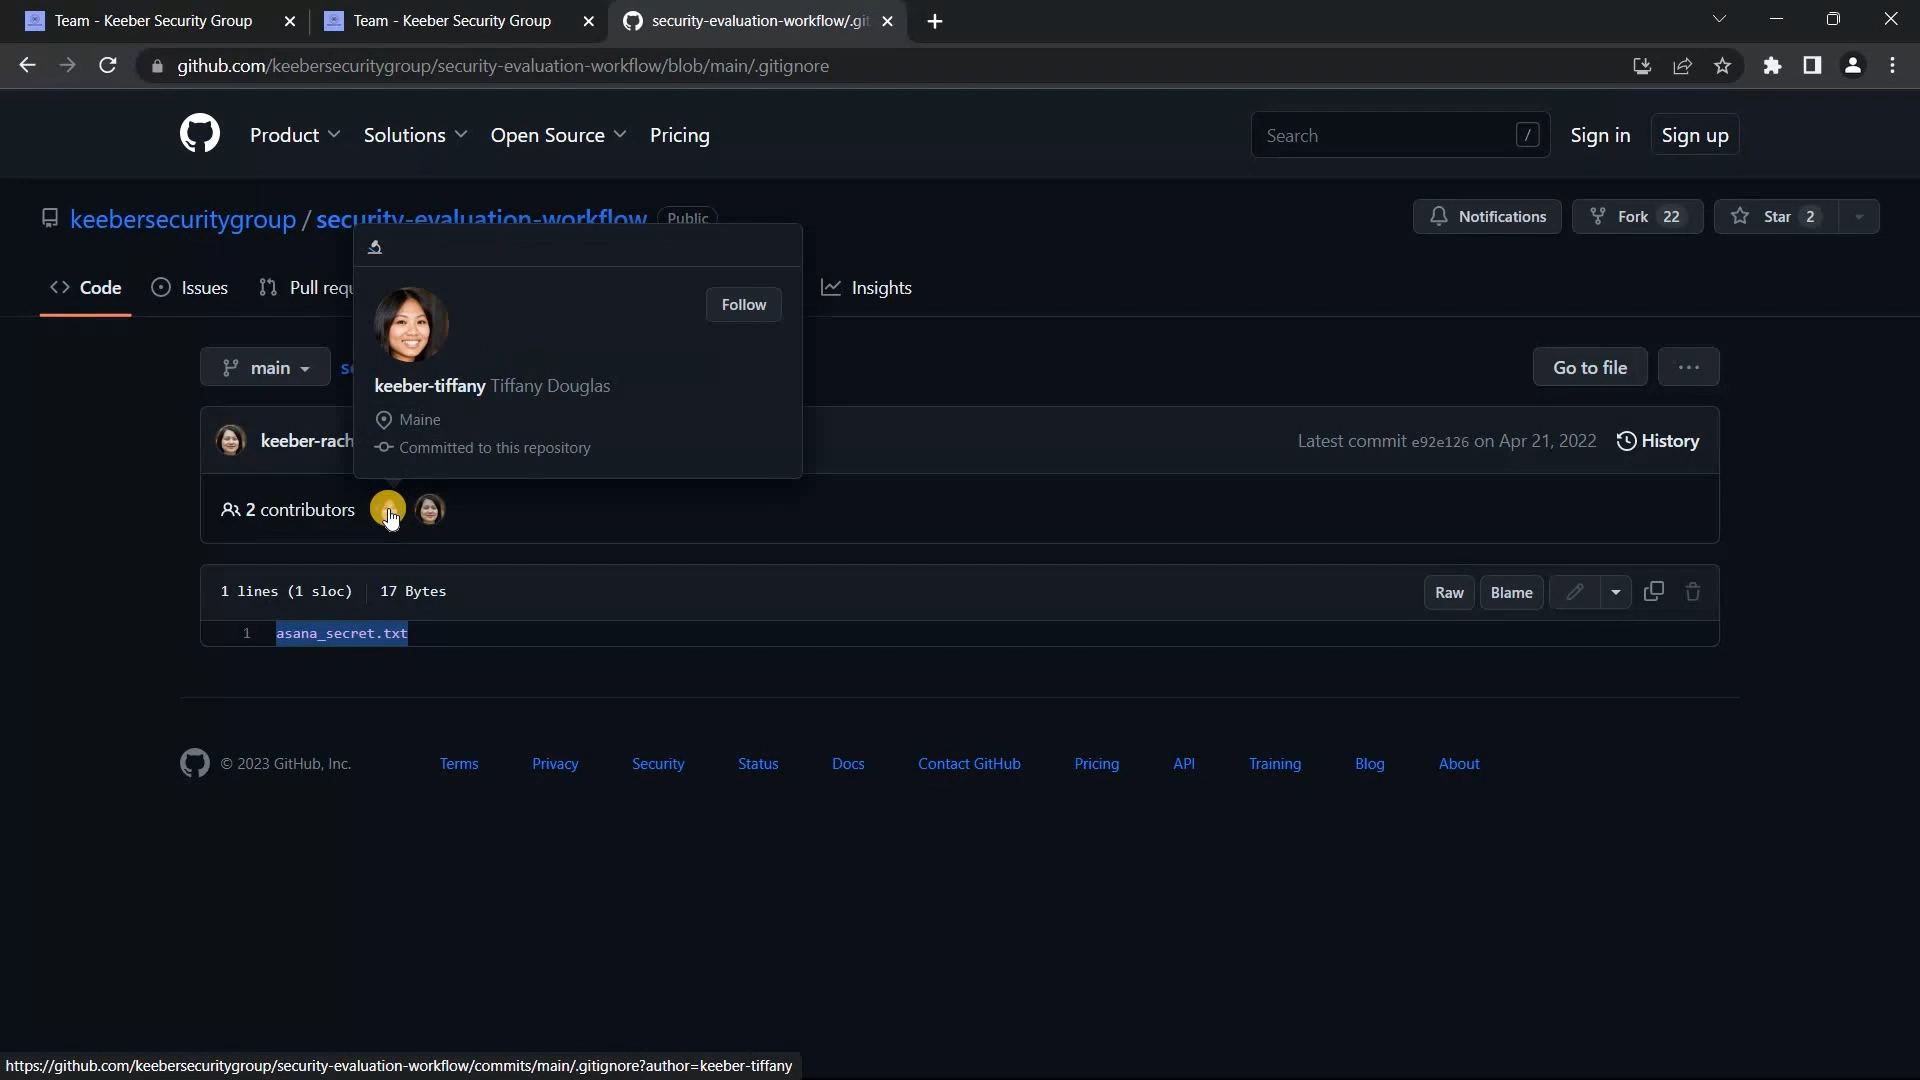 Team - Keeber Security Group
Team - Keeber Security Group
security-evaluation-workflow/.git
github.com/keebersecuritygroup/security-evaluation-workflow/blob/main/.gitignore
Product
Solutions
Open Source
Pricing
Search
/
Sign in
Sign up
keebersecuritygroup / security-evaluation-workflow
Public
Notifications
Fork 22
Star 2
Code
Issues
Pull requ
Insights
Follow
keeber-tiffany Tiffany Douglas
Maine
Committed to this repository
main
se
Go to file
keeber-rach
Latest commit e92e126 on Apr 21, 2022
History
2 contributors
1 lines (1 sloc)
17 Bytes
Raw
Blame
1 asana_secret.txt
© 2023 GitHub, Inc.
Terms
Privacy
Security
Status
Docs
Contact GitHub
Pricing
API
Training
Blog
About
https://github.com/keebersecuritygroup/security-evaluation-workflow/commits/main/.gitignore?author=keeber-tiffany